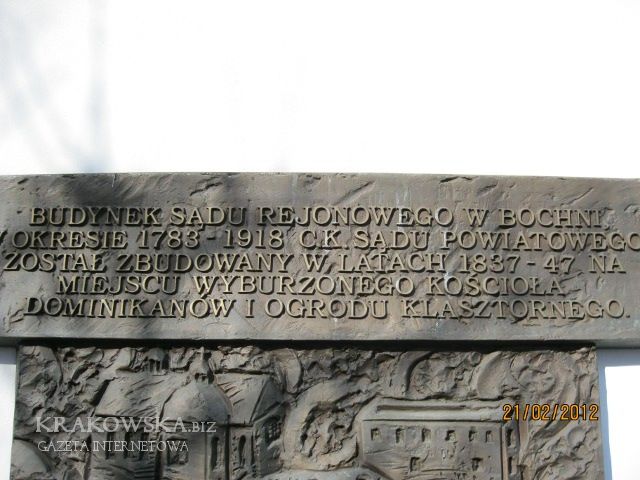 BUDYNEK SĄDU REJONOWEGO W BOCHNI
W OKRESIE 1783 - 1918 C.K. SĄDU POWIATOWEGO
ZOSTAŁ ZBUDOWANY W LATACH 1837 - 47 NA
MIEJSCU WYBURZONEGO KOŚCIOŁA
DOMINIKANÓW I OGRODU KLASZTORNEGO.
21/02/2012
KRAKOWSKA.BIZ
GAZETA INTERNETOWA